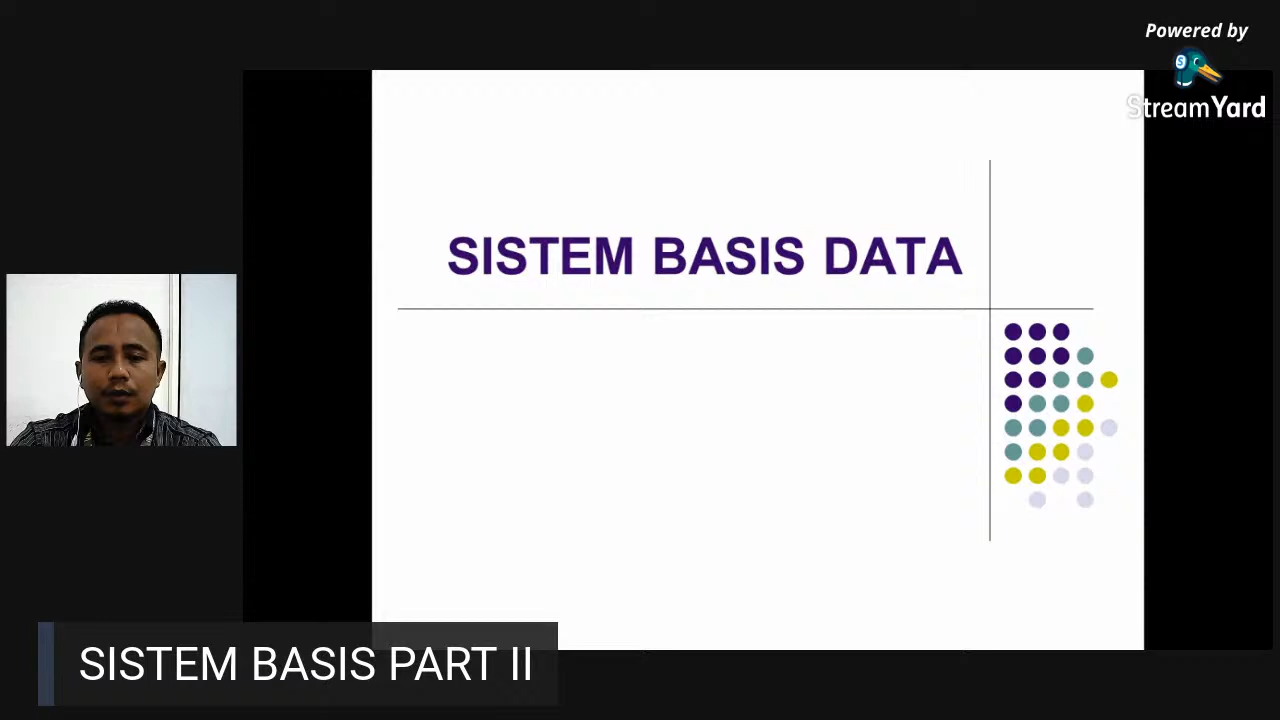 Powered by
StreamYard
SISTEM BASIS DATA
SISTEM BASIS PART II